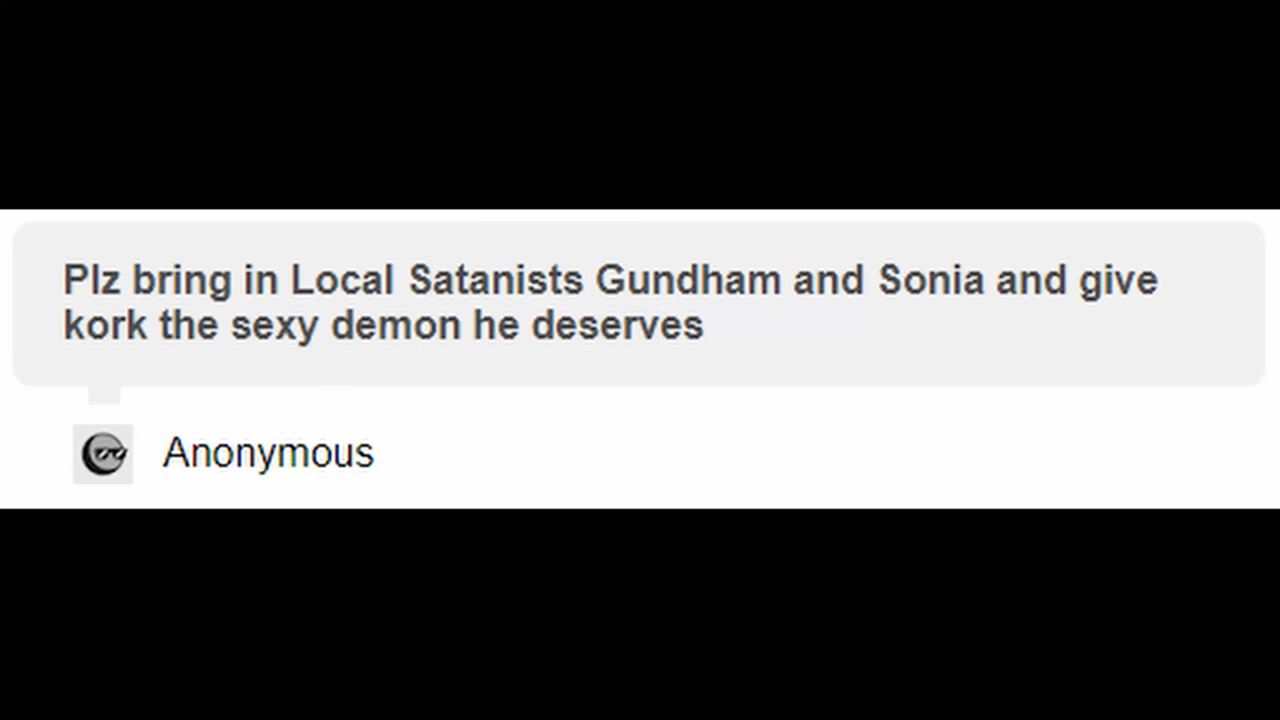 Plz bring in Local Satanists Gundham and Sonia and give
kork the sexy demon he deserves
Anonymous